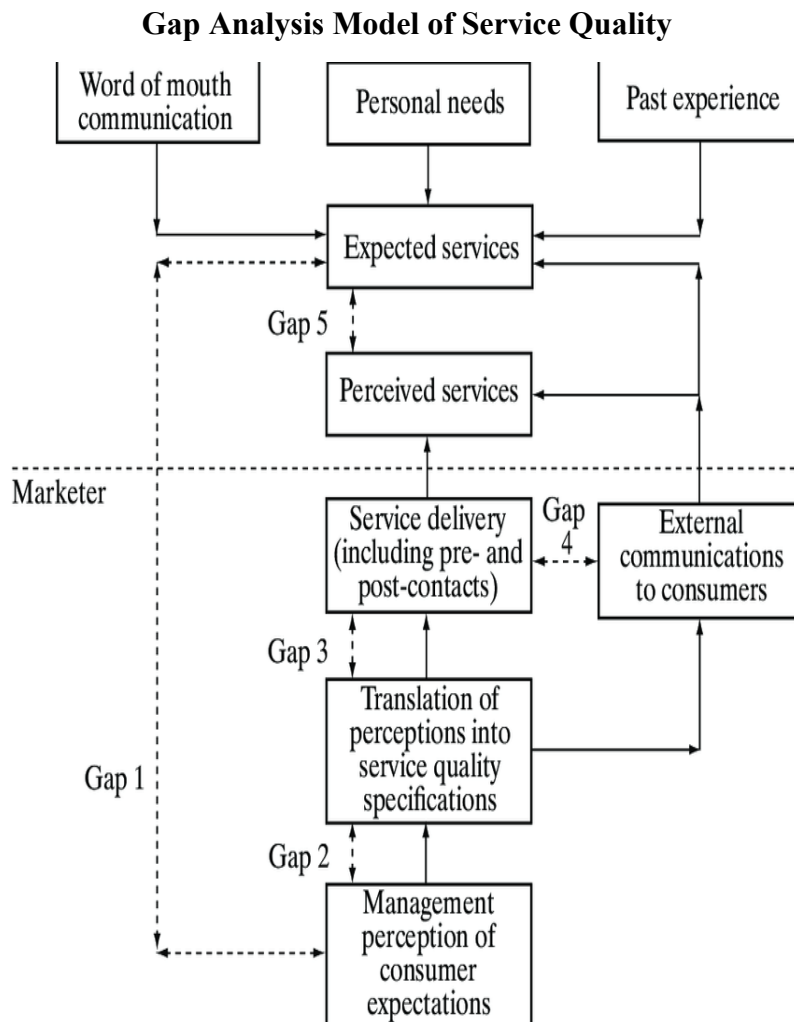 Gap Analysis Model of Service Quality
Word of mouth
communication
Personal needs
Past experience
Expected services
Gap 5
Perceived services
Marketer
Service delivery
(including pre- and
post-contacts)
Gap
4
External
communications
to consumers
Gap 3
Translation of
perceptions into
service quality
specifications
Gap 1
Gap 2
Management
perception of
consumer
expectations